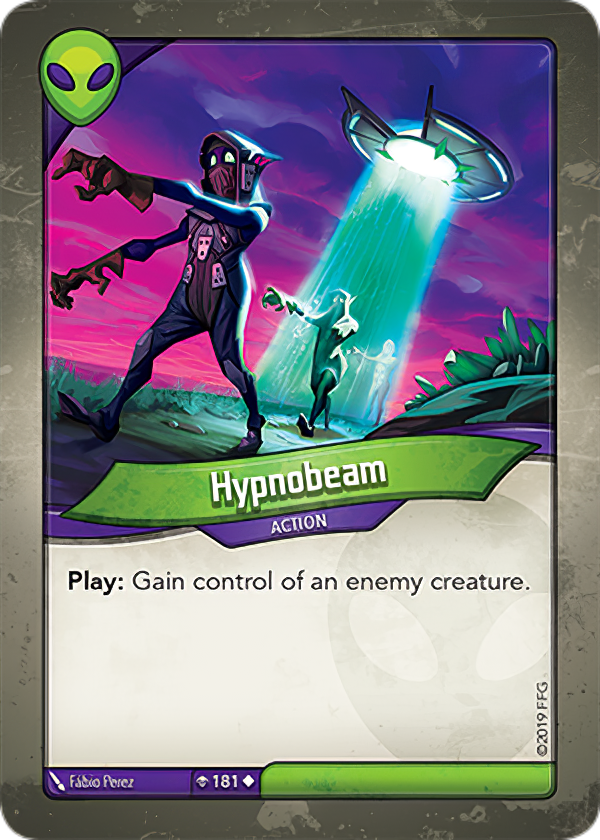 Hypnobeam
ACTION
Play: Gain control of an enemy creature.
©2019 FFG
Fábio Perez
181